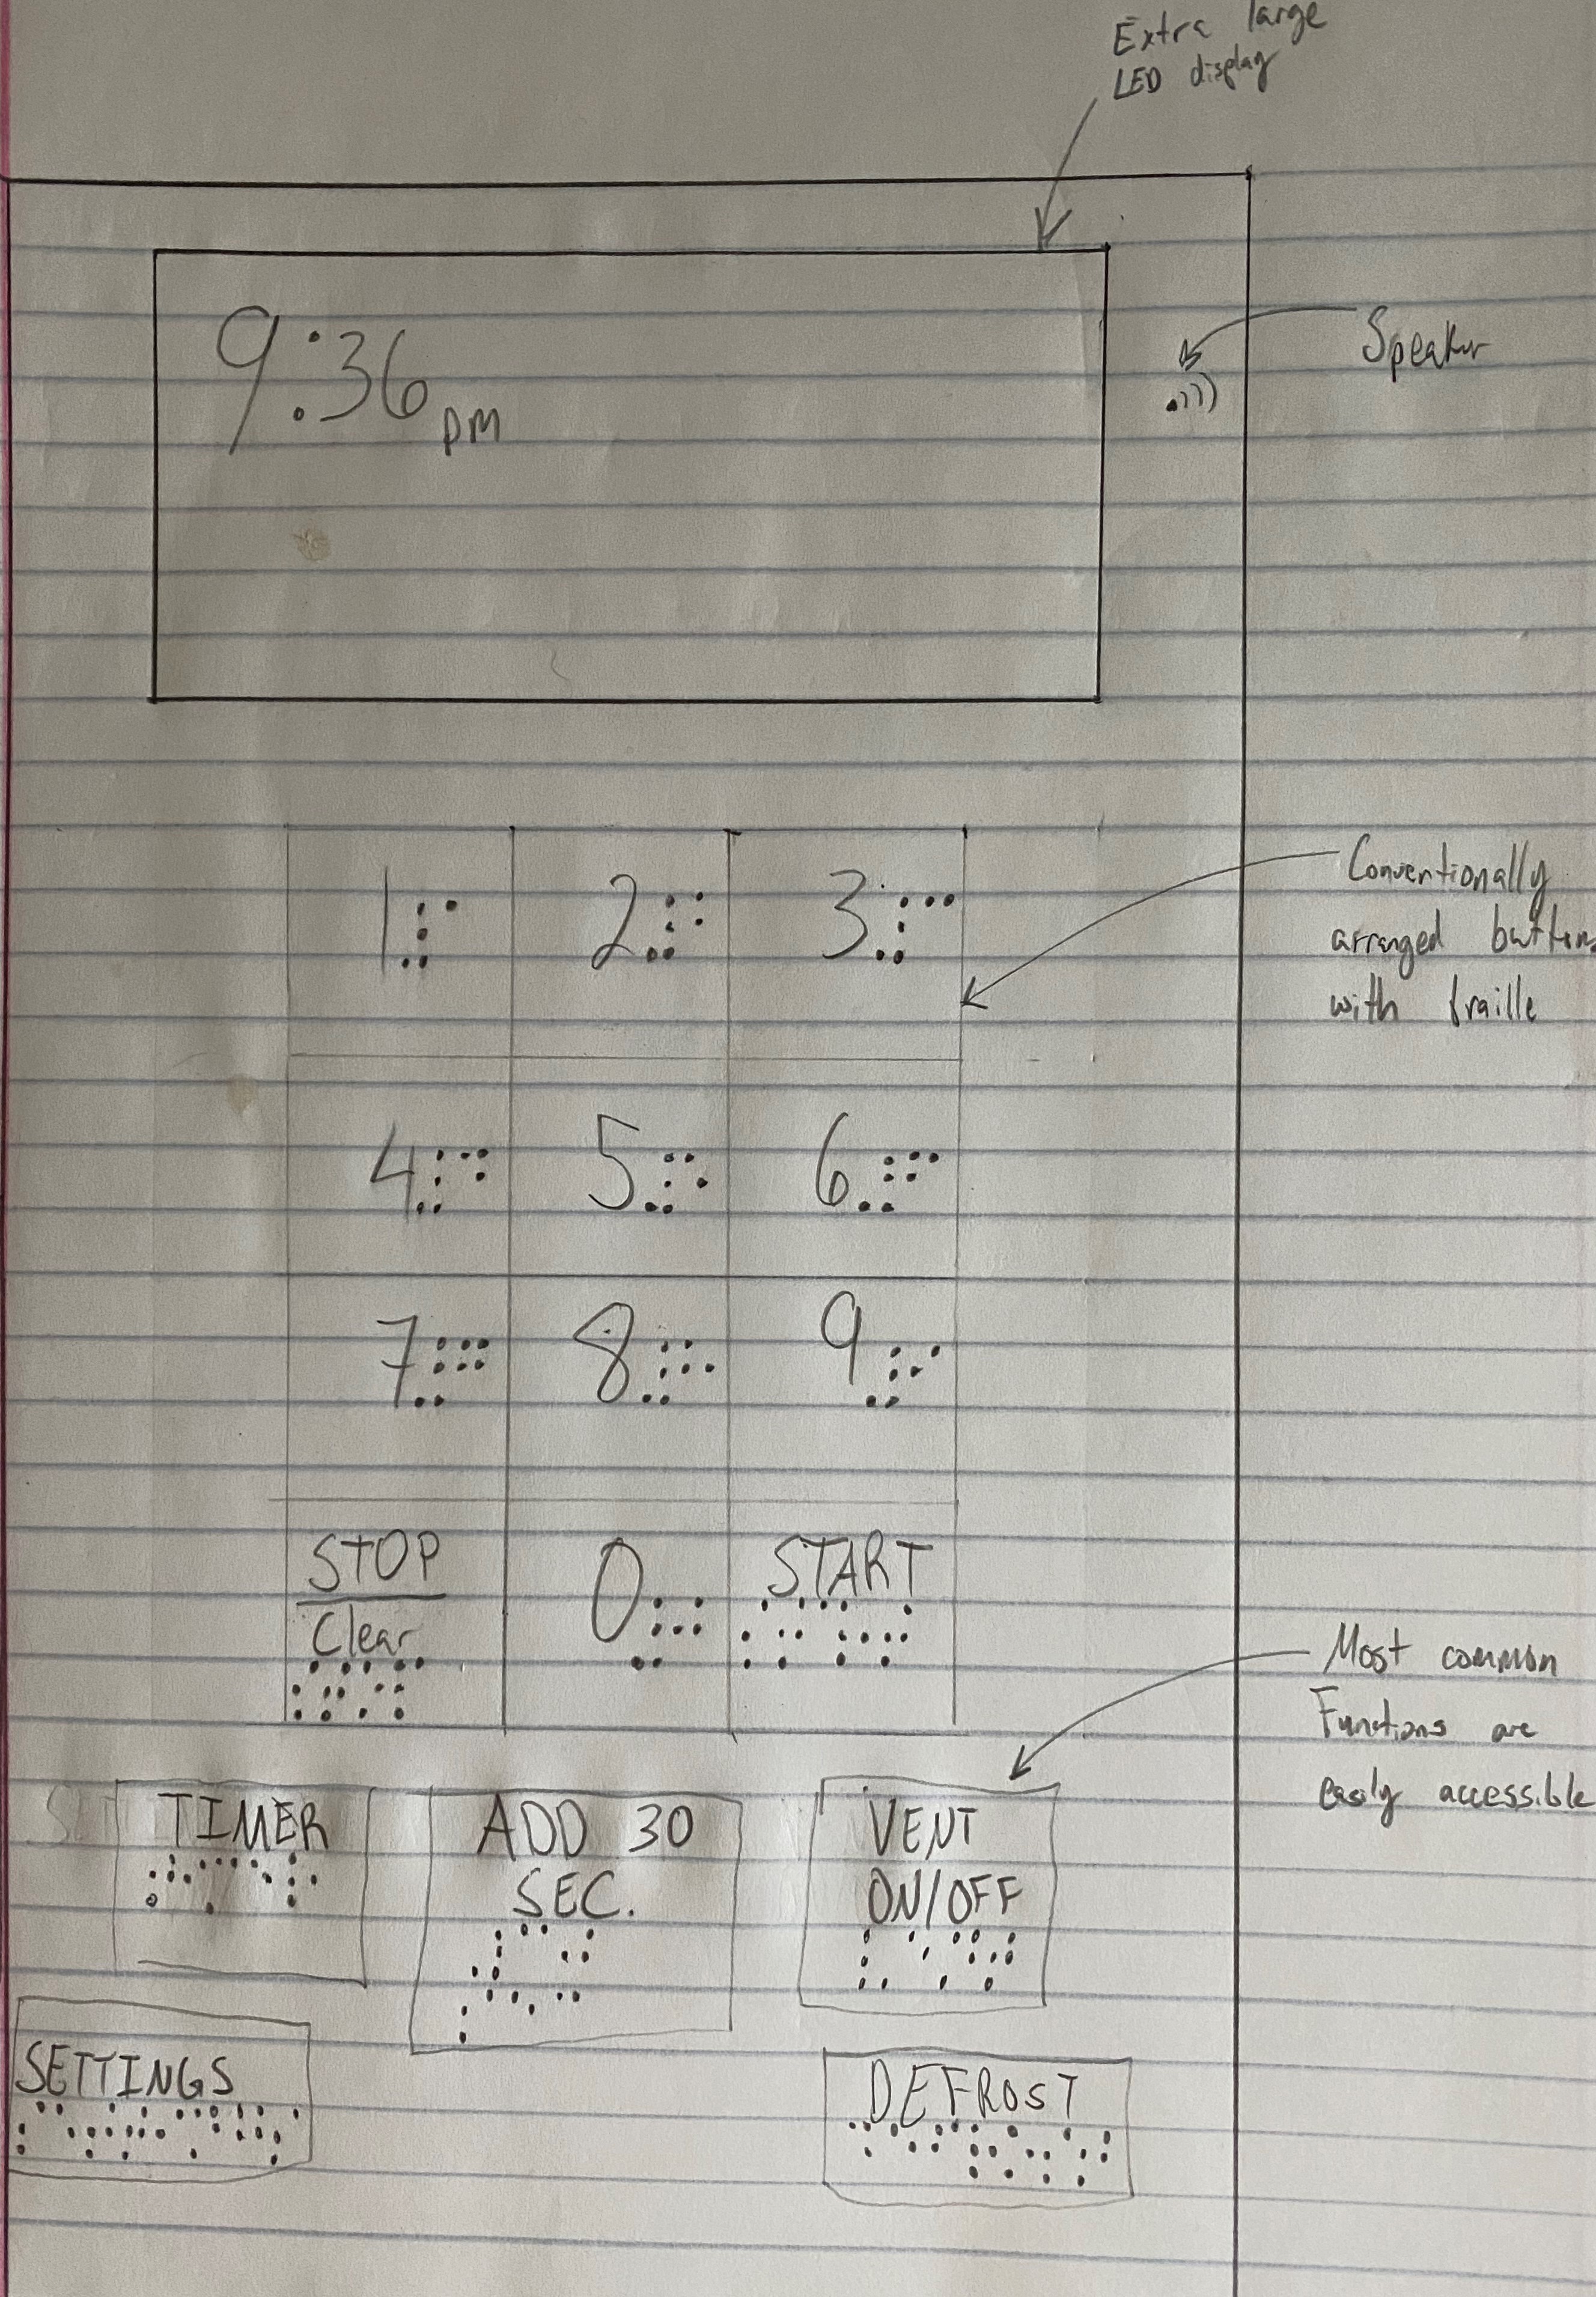 Extra large
LED display
9:36 pm
Speaker
1 ⠼⠁
2 ⠼⠃
3 ⠼⠉
Conventionally
arranged buttons
with braille
4 ⠼⠙
5 ⠼⠑
6 ⠼⠋
7 ⠼⠛
8 ⠼⠓
9 ⠼⠊
STOP
Clear
0 ⠼⠚
START
Most common
Functions are
easily accessible
TIMER
ADD 30
SEC.
VENT
ON/OFF
SETTINGS
DEFROST